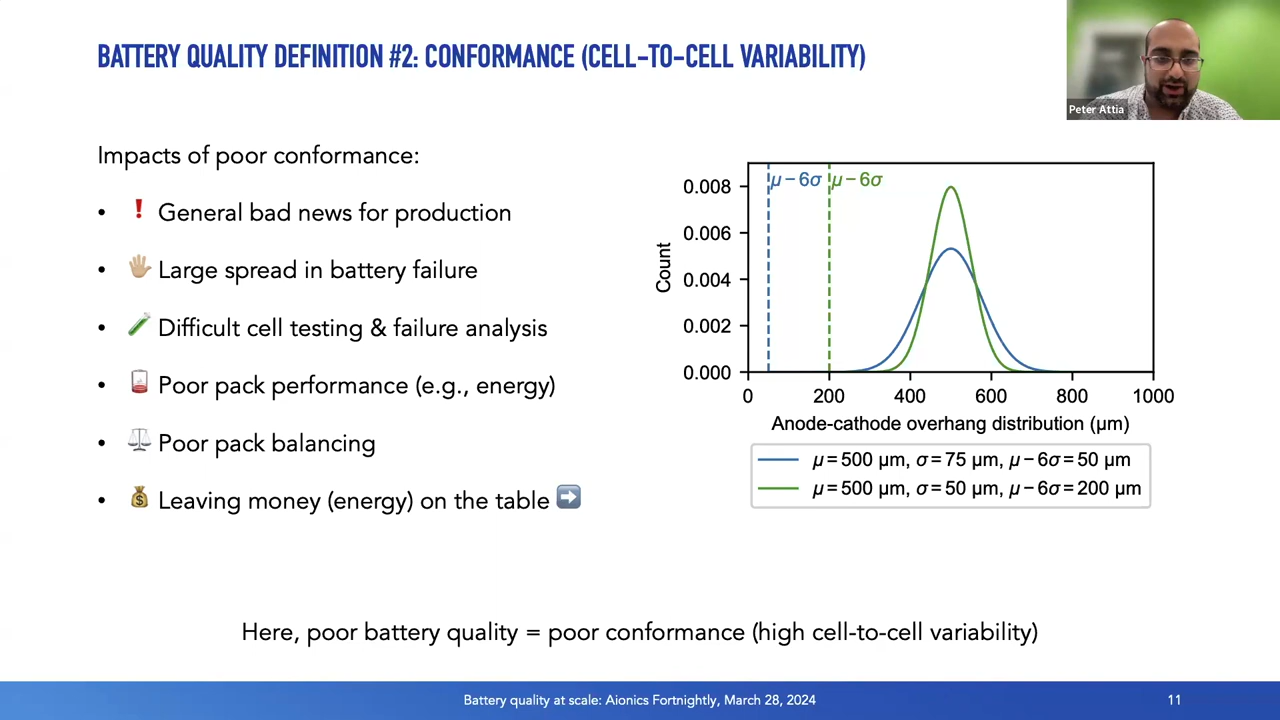 BATTERY QUALITY DEFINITION #2: CONFORMANCE (CELL-TO-CELL VARIABILITY)
Peter Attia
Impacts of poor conformance:
• ❗ General bad news for production
• 🖐🏼 Large spread in battery failure
• 🧪 Difficult cell testing & failure analysis
• 🪫 Poor pack performance (e.g., energy)
• ⚖️ Poor pack balancing
• 💰 Leaving money (energy) on the table ➡️
μ − 6σ
μ − 6σ
0.008
0.006
0.004
0.002
0.000
Count
0 200 400 600 800 1000
Anode-cathode overhang distribution (μm)
μ = 500 μm, σ = 75 μm, μ − 6σ = 50 μm
μ = 500 μm, σ = 50 μm, μ − 6σ = 200 μm
Here, poor battery quality = poor conformance (high cell-to-cell variability)
Battery quality at scale: Aionics Fortnightly, March 28, 2024
11